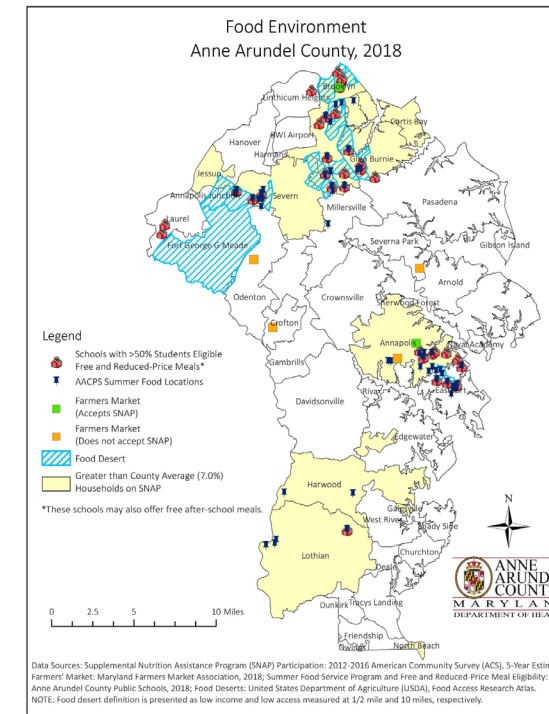 Food Environment
Anne Arundel County, 2018
Brooklyn
Linthicum Heights
Curtis Bay
BWI Airport
Hanover
Harmans
Glen Burnie
Jessup
Annapolis Junction
Severn
Millersville
Pasadena
Laurel
Fort George G Meade
Severna Park
Gibson Island
Arnold
Odenton
Crownsville
Sherwood Forest
Crofton
Annapolis
Naval Academy
Gambrills
Riva
Eastport
Davidsonville
Edgewater
Harwood
Galesville
West River
Shady Side
Lothian
Churchton
Deale
Dunkirk
Tracys Landing
Friendship
Owings
North Beach
Legend
Schools with >50% Students Eligible
Free and Reduced-Price Meals*
AACPS Summer Food Locations
Farmers Market
(Accepts SNAP)
Farmers Market
(Does not accept SNAP)
Food Desert
Greater than County Average (7.0%)
Households on SNAP
*These schools may also offer free after-school meals.
N
0 2.5 5 10 Miles
ANNE
ARUND
COUNT
MARYLAN
DEPARTMENT OF HEA
Data Sources: Supplemental Nutrition Assistance Program (SNAP) Participation: 2012-2016 American Community Survey (ACS), 5-Year Estim
Farmers' Market: Maryland Farmers Market Association, 2018; Summer Food Service Program and Free and Reduced-Price Meal Eligibility:
Anne Arundel County Public Schools, 2018; Food Deserts: United States Department of Agriculture (USDA), Food Access Research Atlas.
NOTE: Food desert definition is presented as low income and low access measured at 1/2 mile and 10 miles, respectively.